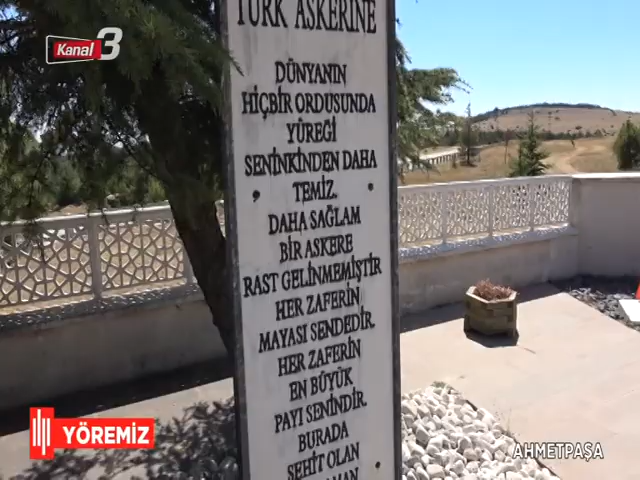 TÜRK ASKERİNE
Kanal 3
DÜNYANIN
HİÇBİR ORDUSUNDA
YÜREĞİ
SENİNKİNDEN DAHA
TEMİZ.
DAHA SAĞLAM
BİR ASKERE
RAST GELİNMEMİŞTİR
HER ZAFERİN
MAYASI SENDEDİR.
HER ZAFERİN
EN BÜYÜK
PAYI SENİNDİR.
BURADA
ŞEHİT OLAN
YÖREMİZ
AHMETPAŞA